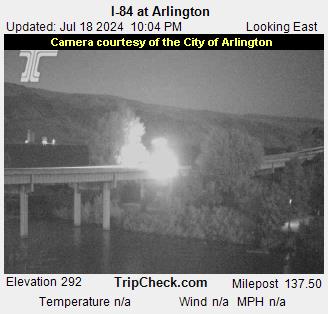 I-84 at Arlington
Updated: Jul 18 2024 10:04 PM Looking East
Camera courtesy of the City of Arlington
Elevation 292 TripCheck.com Milepost 137.50
Temperature n/a Wind n/a MPH n/a